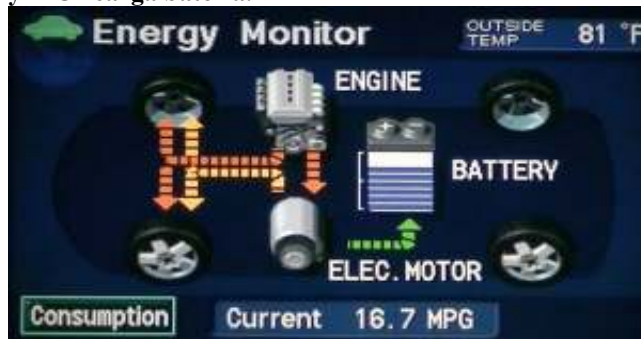 Energy Monitor
OUTSIDE TEMP 81 °F
ENGINE
BATTERY
ELEC.MOTOR
Consumption
Current 16.7 MPG